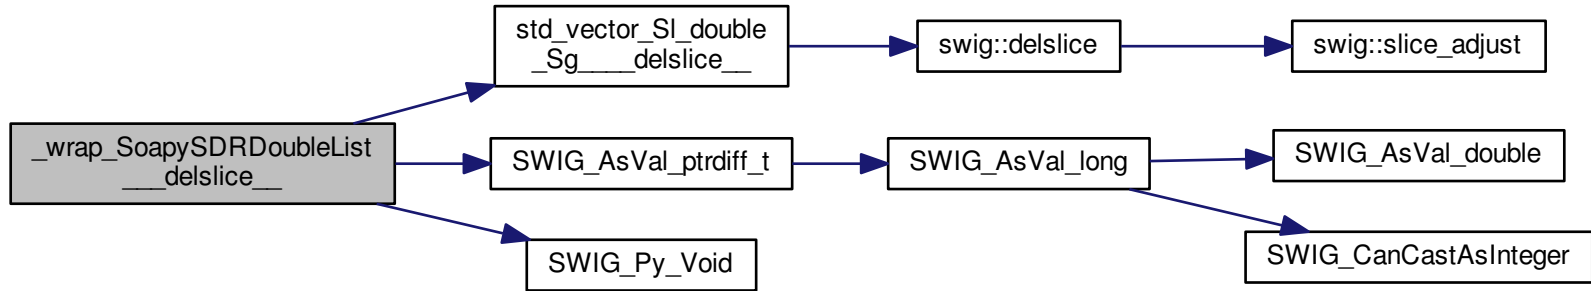 _wrap_SoapySDRDoubleList
___delslice__
std_vector_Sl_double
_Sg____delslice__
swig::delslice
swig::slice_adjust
SWIG_AsVal_ptrdiff_t
SWIG_AsVal_long
SWIG_AsVal_double
SWIG_CanCastAsInteger
SWIG_Py_Void